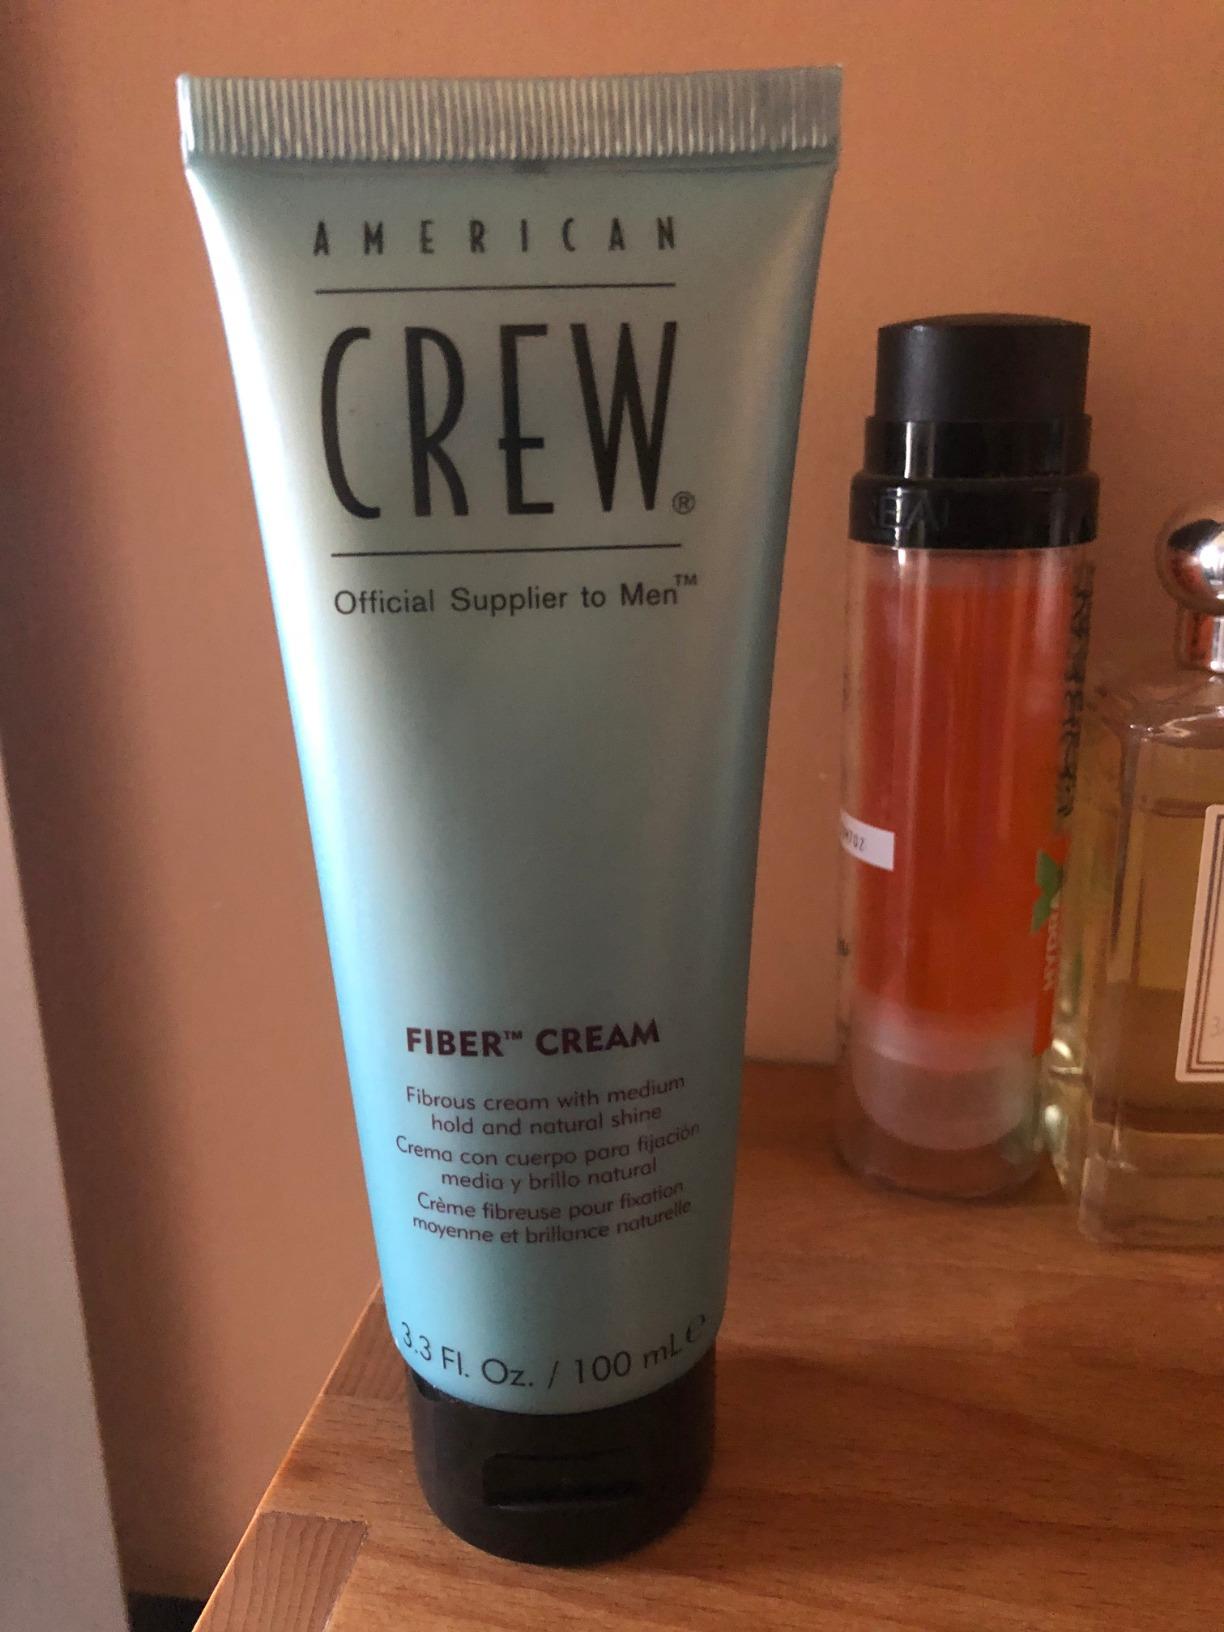 AMERICAN
CREW®
Official Supplier to Men™
FIBER™ CREAM
Fibrous cream with medium
hold and natural shine
Crema con cuerpo para fijación
media y brillo natural
Crème fibreuse pour fixation
moyenne et brillance naturelle
3.3 Fl. Oz. / 100 mL ℮
HYDRA